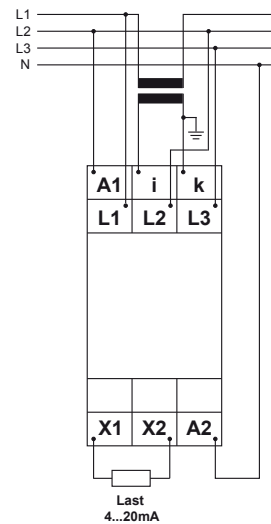 L1
L2
L3
N
A1 i k
L1 L2 L3
X1 X2 A2
Last
4...20mA